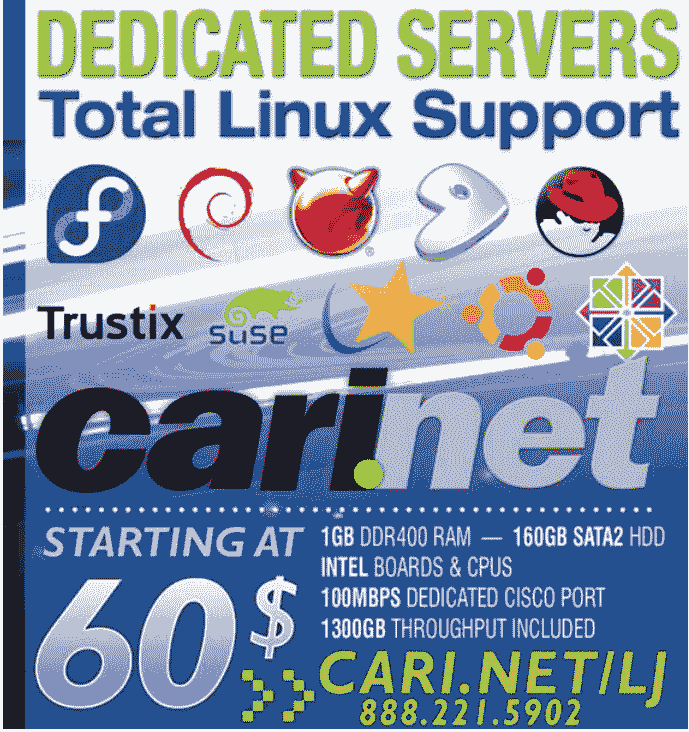 DEDICATED SERVERS
Total Linux Support
Trustix
suse
cari.net
STARTING AT
60$
1GB DDR400 RAM — 160GB SATA2 HDD
INTEL BOARDS & CPUS
100MBPS DEDICATED CISCO PORT
1300GB THROUGHPUT INCLUDED
>> CARI.NET/LJ
888.221.5902